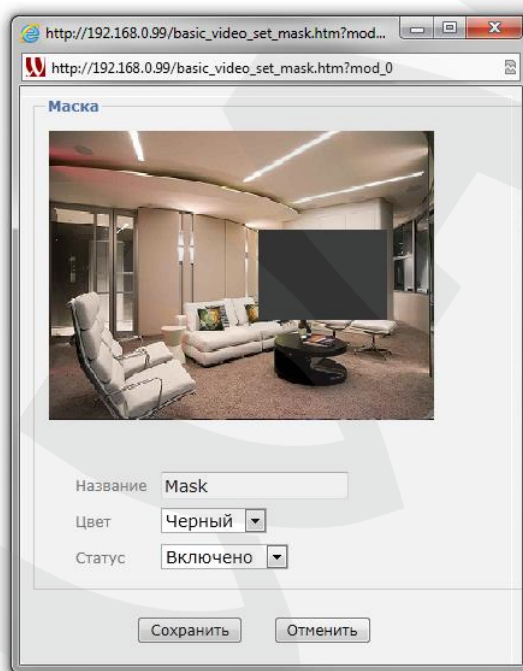 http://192.168.0.99/basic_video_set_mask.htm?mod...
http://192.168.0.99/basic_video_set_mask.htm?mod_0
Маска
Название Mask
Цвет Черный
Статус Включено
Сохранить Отменить